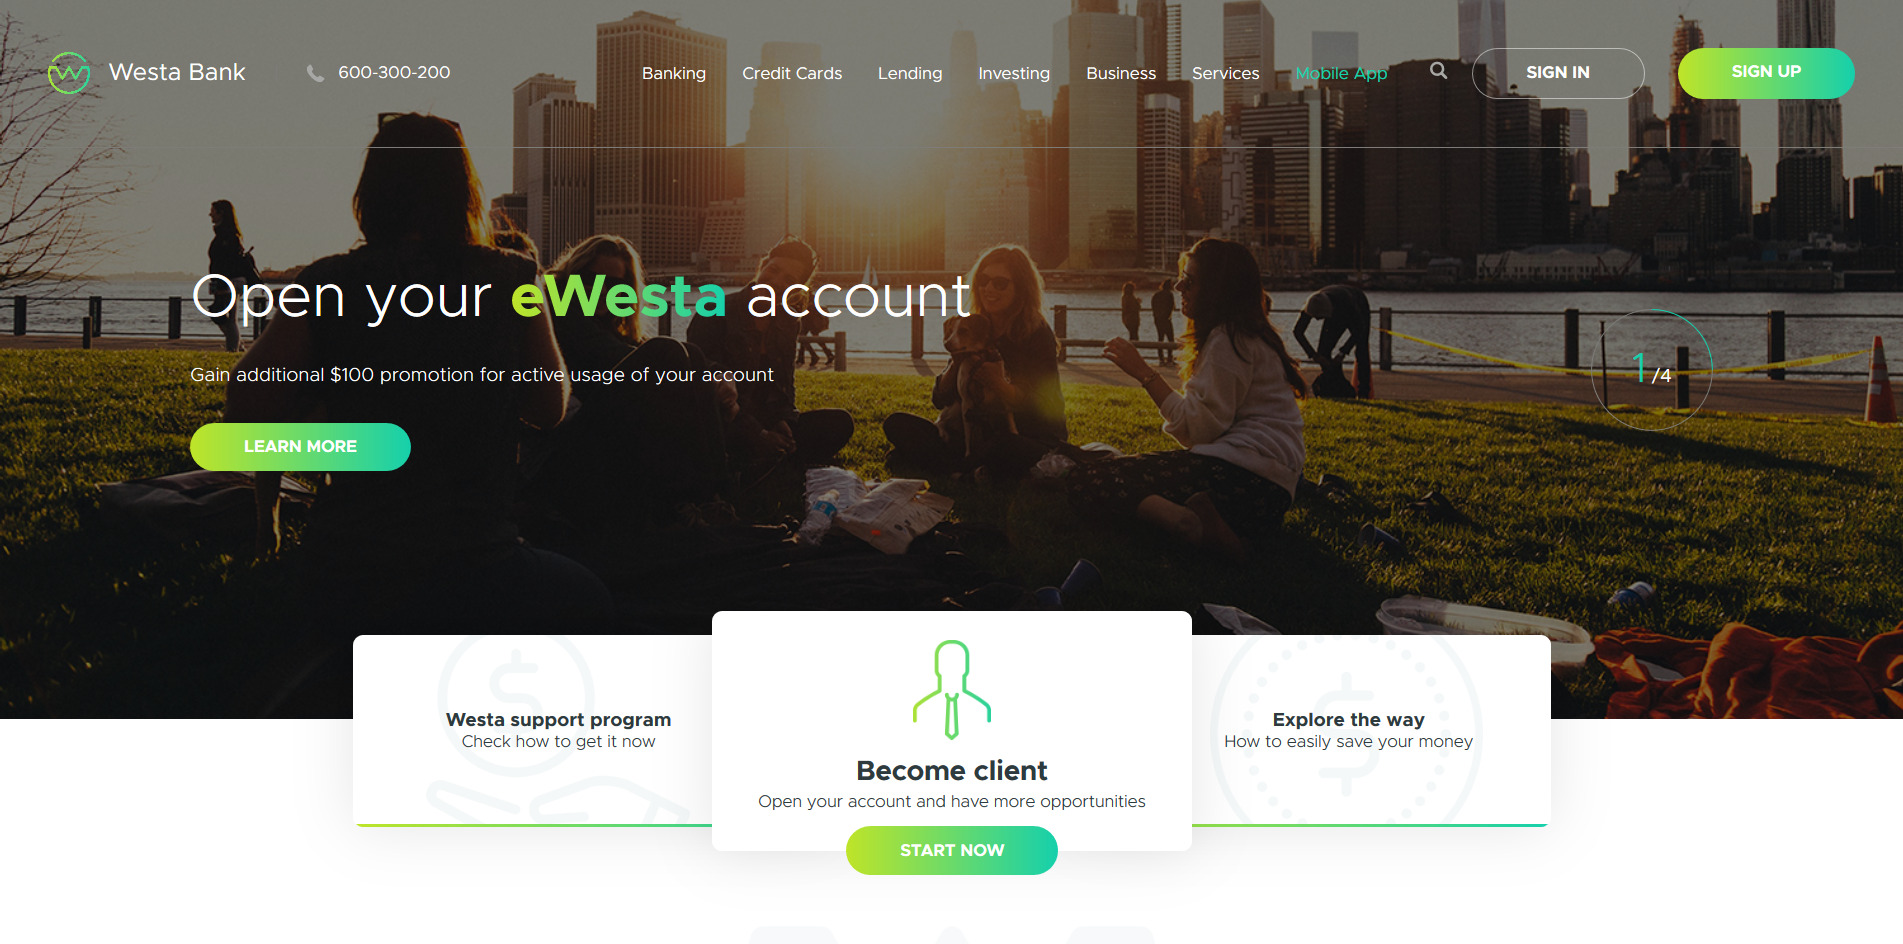 Westa Bank
600-300-200
Banking
Credit Cards
Lending
Investing
Business
Services
Mobile App
SIGN IN
SIGN UP
Open your eWesta account
Gain additional $100 promotion for active usage of your account
LEARN MORE
1/4
Westa support program
Check how to get it now
Become client
Open your account and have more opportunities
START NOW
Explore the way
How to easily save your money